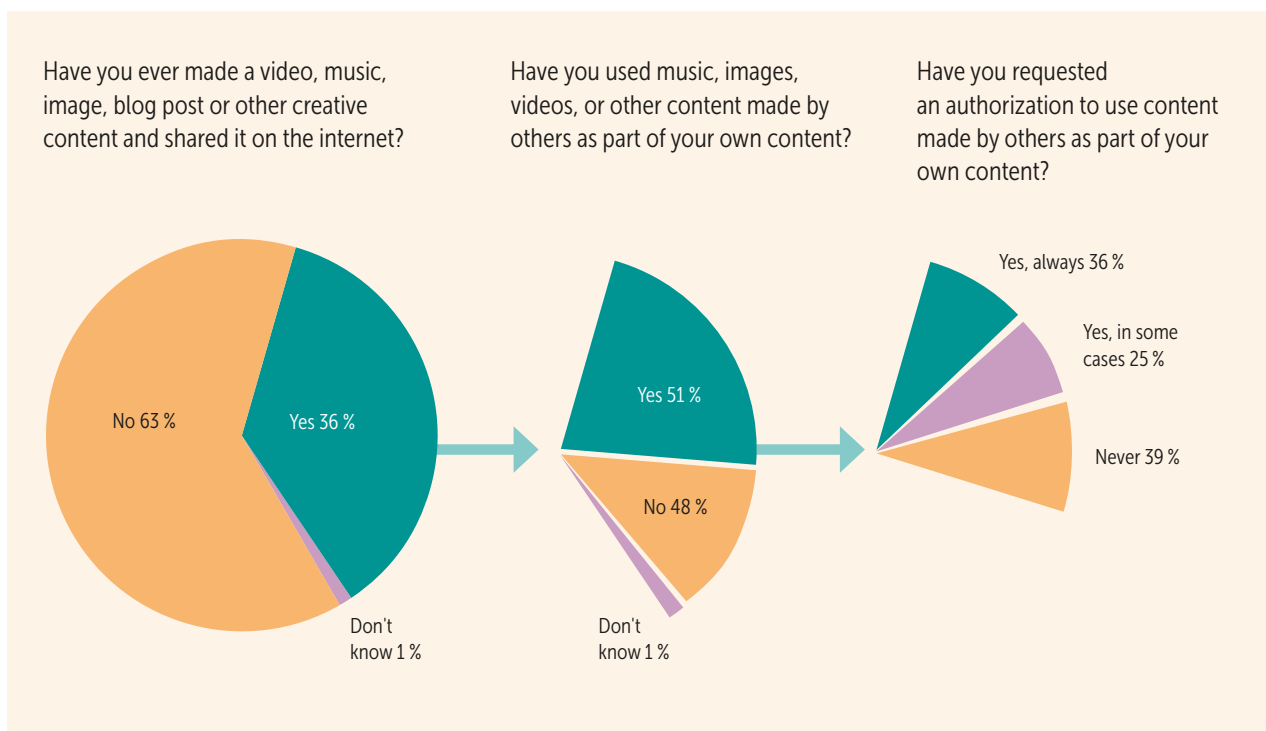 Have you ever made a video, music,
image, blog post or other creative
content and shared it on the internet?
Have you used music, images,
videos, or other content made by
others as part of your own content?
Have you requested
an authorization to use content
made by others as part of your
own content?
No 63 %
Yes 36 %
Don't
know 1 %
Yes 51 %
No 48 %
Don't
know 1 %
Yes, always 36 %
Yes, in some
cases 25 %
Never 39 %